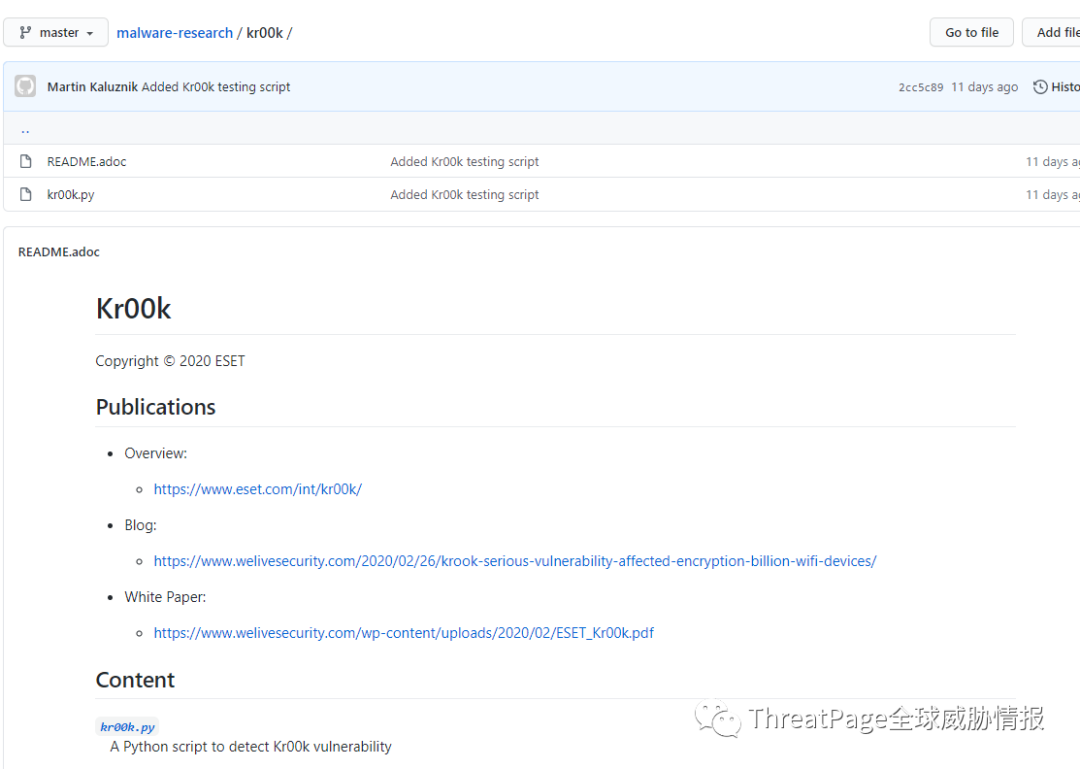 master
malware-research / kr00k /
Go to file
Add file
Martin Kaluznik Added Kr00k testing script
2cc5c89 11 days ago Histo
..
README.adoc Added Kr00k testing script 11 days ag
kr00k.py Added Kr00k testing script 11 days ag
README.adoc
Kr00k
Copyright © 2020 ESET
Publications
Overview:
https://www.eset.com/int/kr00k/
Blog:
https://www.welivesecurity.com/2020/02/26/krook-serious-vulnerability-affected-encryption-billion-wifi-devices/
White Paper:
https://www.welivesecurity.com/wp-content/uploads/2020/02/ESET_Kr00k.pdf
Content
kr00k.py
A Python script to detect Kr00k vulnerability
ThreatPage全球威胁情报